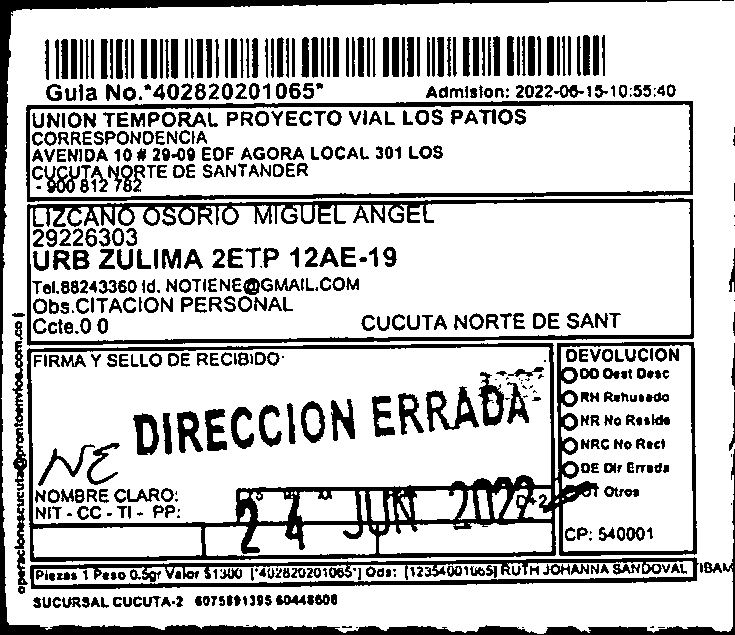 Guia No.*402820201065*
Admision: 2022-06-15-10:55:40
UNION TEMPORAL PROYECTO VIAL LOS PATIOS
CORRESPONDENCIA
AVENIDA 10 # 29-09 EDF AGORA LOCAL 301 LOS
CUCUTA NORTE DE SANTANDER
- 900 812 782
LIZCANO OSORIO MIGUEL ANGEL
29226303
URB ZULIMA 2ETP 12AE-19
Tel.88243360 Id. NOTIENE@GMAIL.COM
Obs.CITACION PERSONAL
Ccte.0 0
CUCUTA NORTE DE SANT
FIRMA Y SELLO DE RECIBIDO
DIRECCION ERRADA
NE
NOMBRE CLARO:
NIT - CC - TI - PP:
24 JUN 2022
DEVOLUCION
DD Dest Desc
RH Rehusado
NR No Reside
NRC No Recl
DE Dir Errada
OT Otros
CP: 540001
Piezas 1 Peso 0.5gr Valor $1300 [*402820201065*] Ods: [12354001065] RUTH JOHANNA SANDOVAL IBAM
SUCURSAL CUCUTA-2 6075891395 60448608
operacionescucuta@prontoenvios.com.co